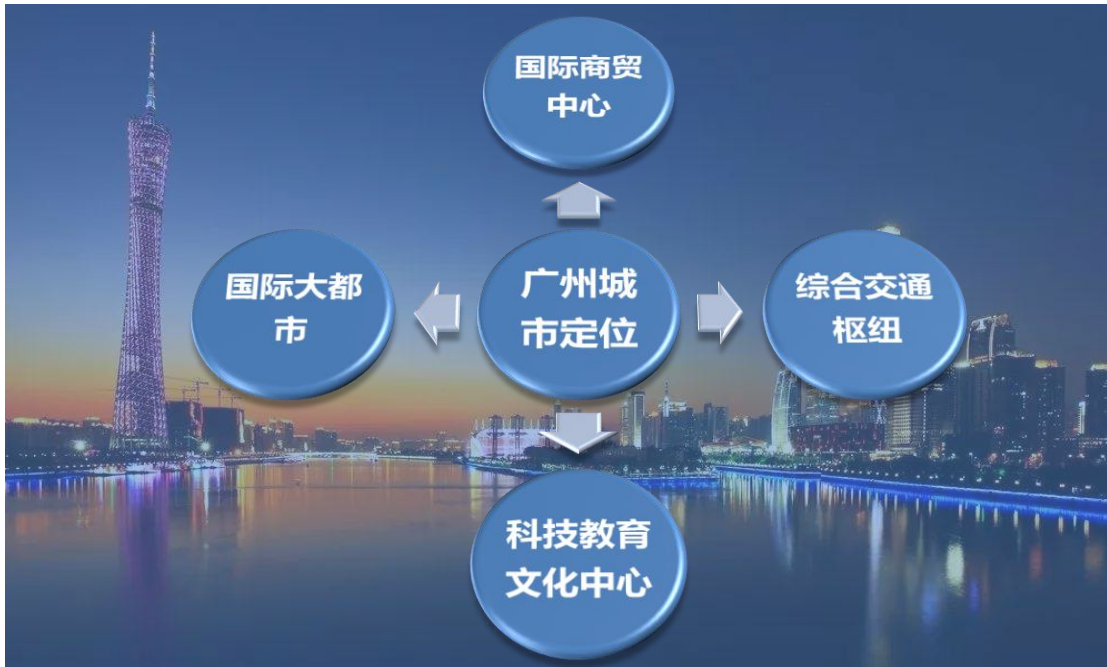 国际商贸
中心
国际大都
市
广州城
市定位
综合交通
枢纽
科技教育
文化中心